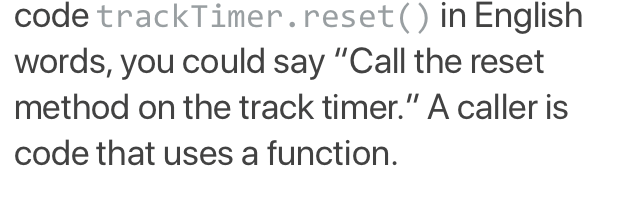 code trackTimer.reset() in English
words, you could say “Call the reset
method on the track timer.” A caller is
code that uses a function.